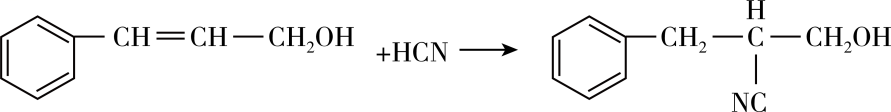 CH=CH—CH₂OH +HCN ⟶ CH₂—C—CH₂OH
H
NC